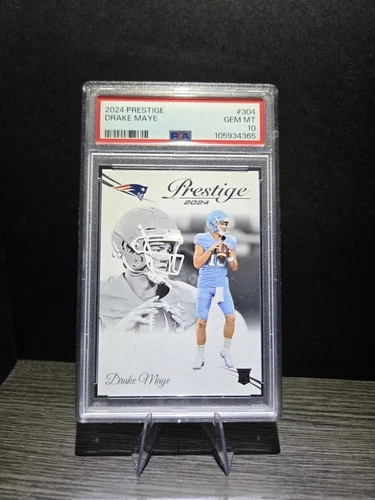 2024 PRESTIGE #304
DRAKE MAYE GEM MT
10
PSA 105934365
Prestige
2024
Drake Maye